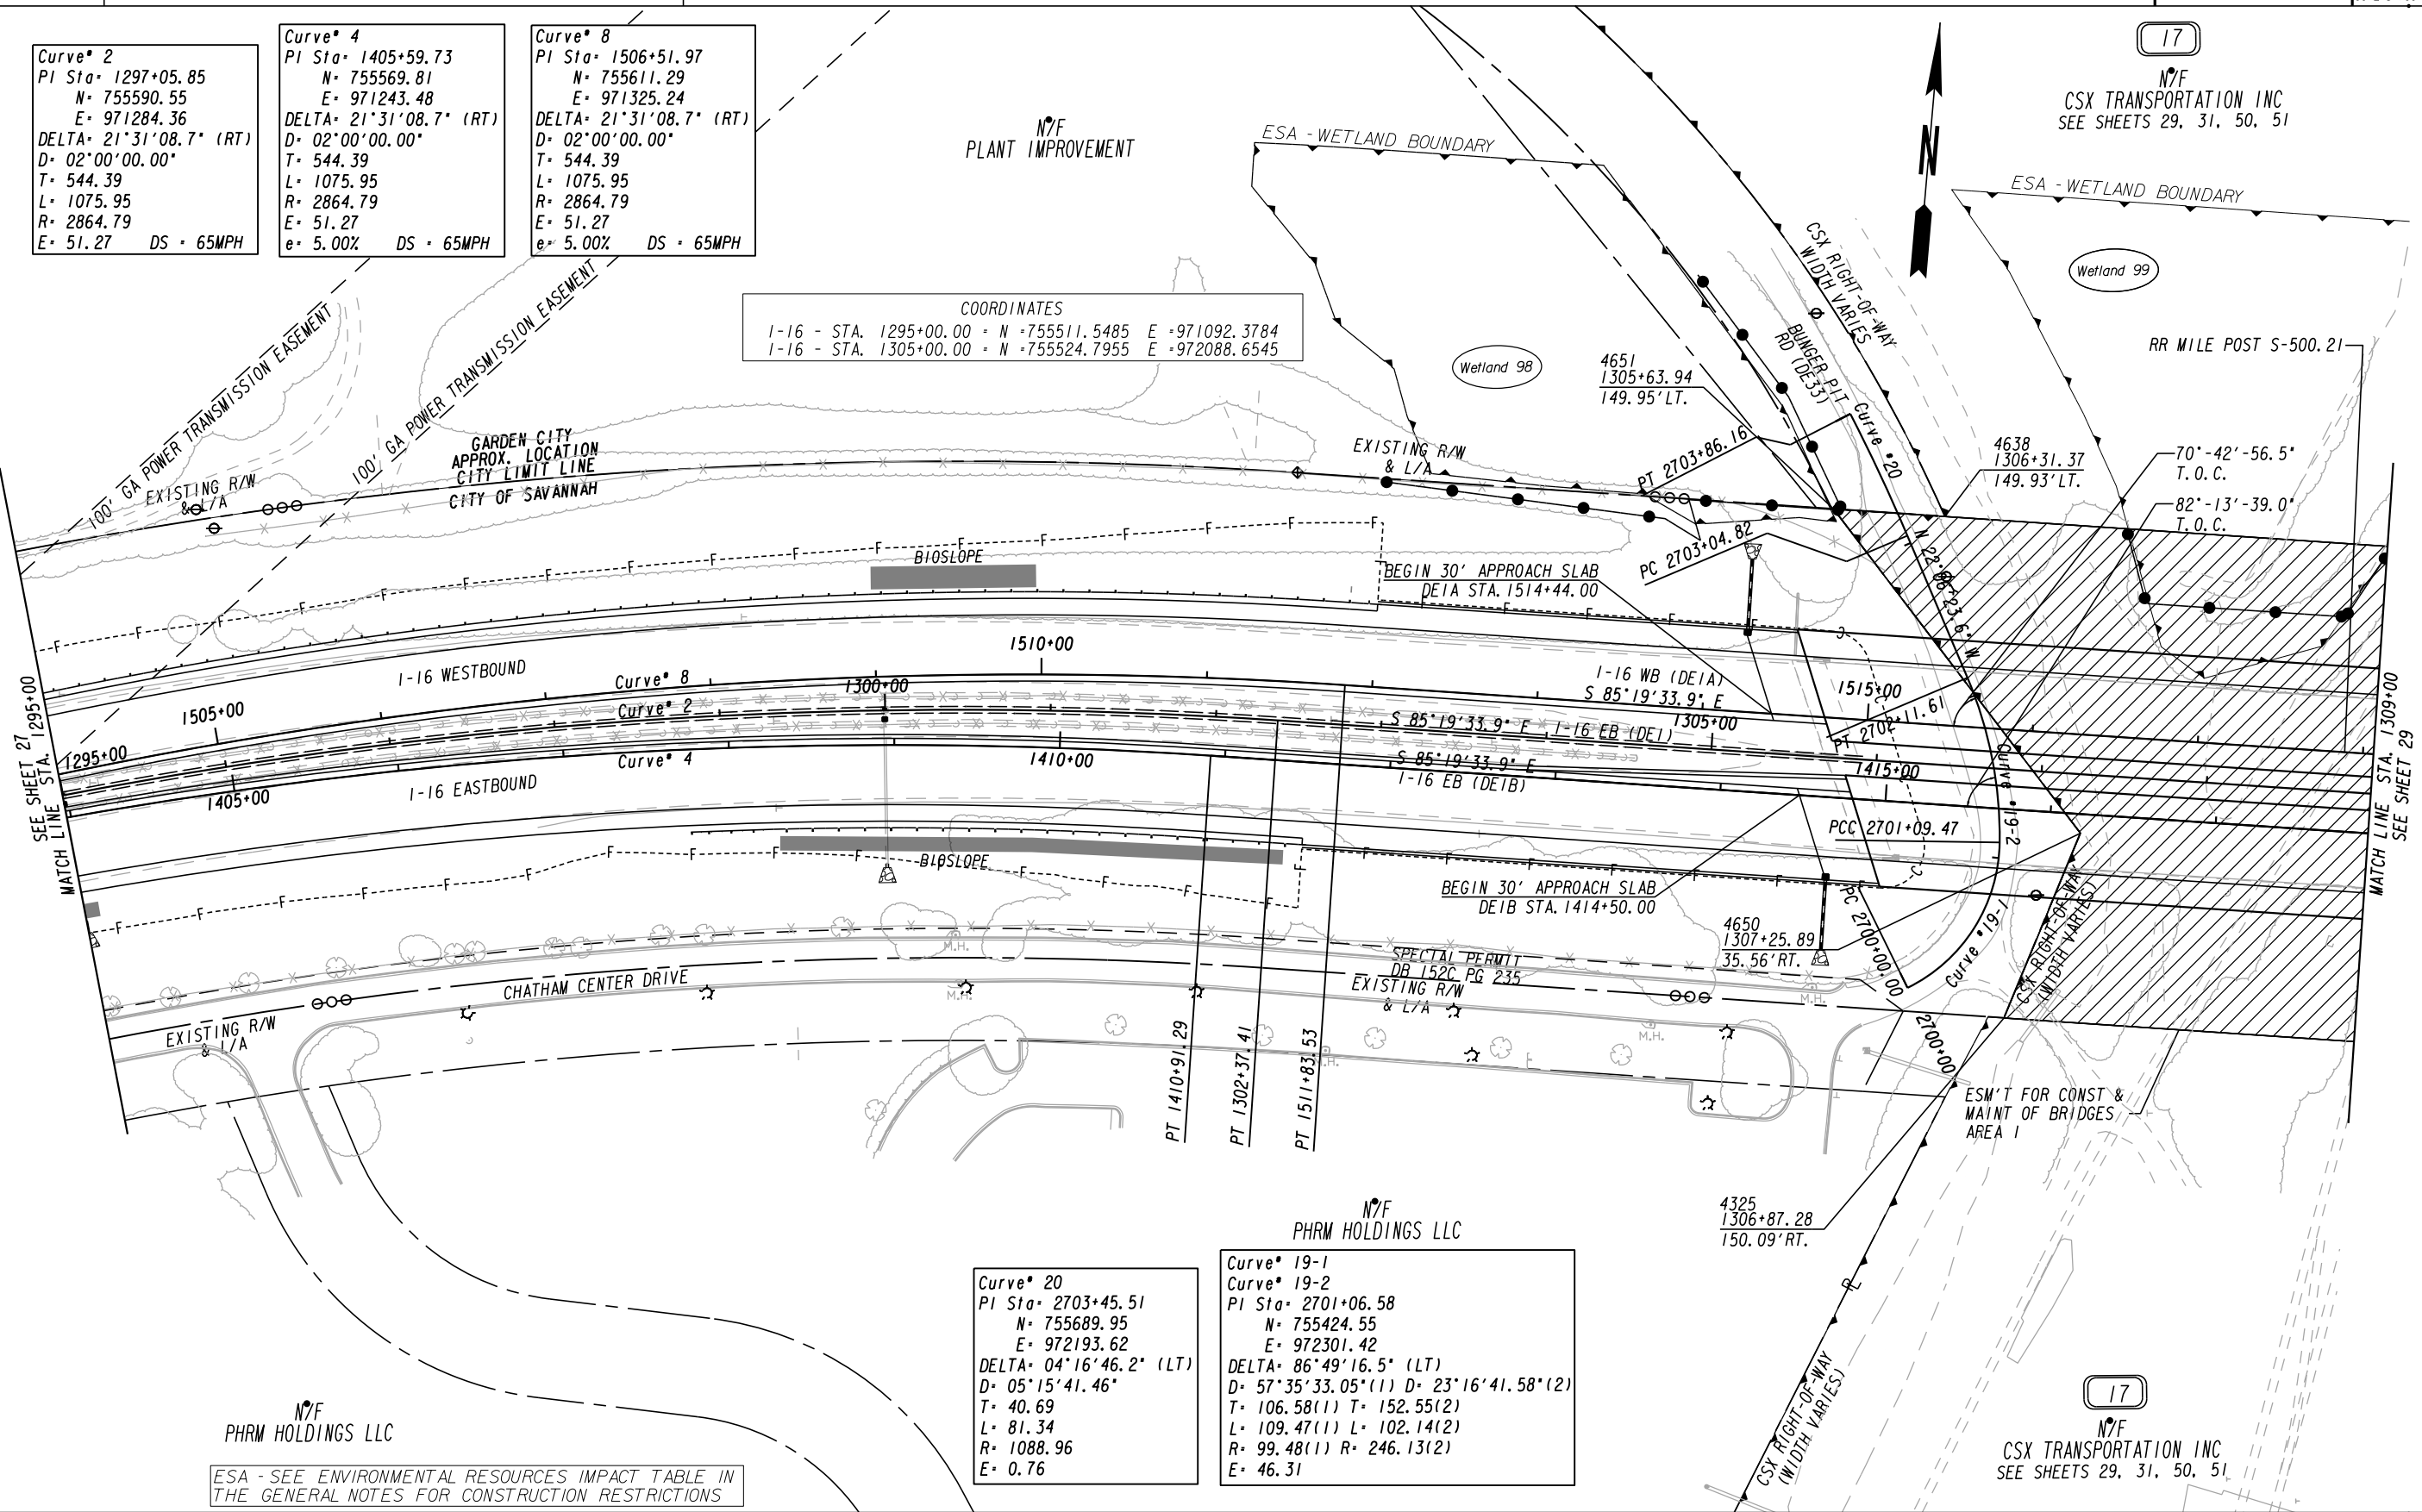 Curve# 2
PI Sta= 1297+05.85
N= 755590.55
E= 971284.36
DELTA= 21°31'08.7" (RT)
D= 02°00'00.00"
T= 544.39
L= 1075.95
R= 2864.79
E= 51.27 DS = 65MPH
Curve# 4
PI Sta= 1405+59.73
N= 755569.81
E= 971243.48
DELTA= 21°31'08.7" (RT)
D= 02°00'00.00"
T= 544.39
L= 1075.95
R= 2864.79
E= 51.27
e= 5.00% DS = 65MPH
Curve# 8
PI Sta= 1506+51.97
N= 755611.29
E= 971325.24
DELTA= 21°31'08.7" (RT)
D= 02°00'00.00"
T= 544.39
L= 1075.95
R= 2864.79
E= 51.27
e= 5.00% DS = 65MPH
N/F
PLANT IMPROVEMENT
17
N/F
CSX TRANSPORTATION INC
SEE SHEETS 29, 31, 50, 51
N
ESA - WETLAND BOUNDARY
ESA - WETLAND BOUNDARY
Wetland 99
Wetland 98
RR MILE POST S-500.21
CSX RIGHT-OF-WAY
WIDTH VARIES
BUNGER PIT
RD (DE33)
COORDINATES
I-16 - STA. 1295+00.00 = N =755511.5485 E =971092.3784
I-16 - STA. 1305+00.00 = N =755524.7955 E =972088.6545
100' GA POWER TRANSMISSION EASEMENT
100' GA POWER TRANSMISSION EASEMENT
GARDEN CITY
APPROX. LOCATION
CITY LIMIT LINE
CITY OF SAVANNAH
EXISTING R/W
& L/A
EXISTING R/W
& L/A
4651
1305+63.94
149.95'LT.
PT 2703+86.16
Curve #20
4638
1306+31.37
149.93'LT.
70°-42'-56.5"
T.O.C.
82°-13'-39.0"
T.O.C.
PC 2703+04.82
BIOSLOPE
BEGIN 30' APPROACH SLAB
DE1A STA.1514+44.00
I-16 WESTBOUND
1510+00
Curve# 8
1300+00
Curve# 2
1505+00
1295+00
Curve# 4
1405+00
I-16 EASTBOUND
1410+00
I-16 WB (DE1A)
S 85°19'33.9" E
1515+00
1305+00
S 85°19'33.9" E I-16 EB (DE1)
S 85°19'33.9" E
I-16 EB (DE1B)
1415+00
PT 2702+11.61
Curve #19-2
PCC 2701+09.47
SEE SHEET 27
MATCH LINE STA. 1295+00
MATCH LINE STA. 1309+00
SEE SHEET 29
BIOSLOPE
BEGIN 30' APPROACH SLAB
DE1B STA.1414+50.00
4650
1307+25.89
35.56'RT.
PC 2700+00.00
Curve #19-1
CSX RIGHT-OF-WAY
(WIDTH VARIES)
2700+00
M.H.
M.H.
M.H.
M.H.
SPECIAL PERMIT
DB 152C PG 235
EXISTING R/W
& L/A
CHATHAM CENTER DRIVE
EXISTING R/W
& L/A
PT 1410+91.29
PT 1302+37.41
PT 1511+83.53
ESM'T FOR CONST &
MAINT OF BRIDGES
AREA 1
4325
1306+87.28
150.09'RT.
N/F
PHRM HOLDINGS LLC
Curve# 20
PI Sta= 2703+45.51
N= 755689.95
E= 972193.62
DELTA= 04°16'46.2" (LT)
D= 05°15'41.46"
T= 40.69
L= 81.34
R= 1088.96
E= 0.76
Curve# 19-1
Curve# 19-2
PI Sta= 2701+06.58
N= 755424.55
E= 972301.42
DELTA= 86°49'16.5" (LT)
D= 57°35'33.05"(1) D= 23°16'41.58"(2)
T= 106.58(1) T= 152.55(2)
L= 109.47(1) L= 102.14(2)
R= 99.48(1) R= 246.13(2)
E= 46.31
CSX RIGHT-OF-WAY
(WIDTH VARIES)
17
N/F
CSX TRANSPORTATION INC
SEE SHEETS 29, 31, 50, 51
N/F
PHRM HOLDINGS LLC
ESA - SEE ENVIRONMENTAL RESOURCES IMPACT TABLE IN
THE GENERAL NOTES FOR CONSTRUCTION RESTRICTIONS